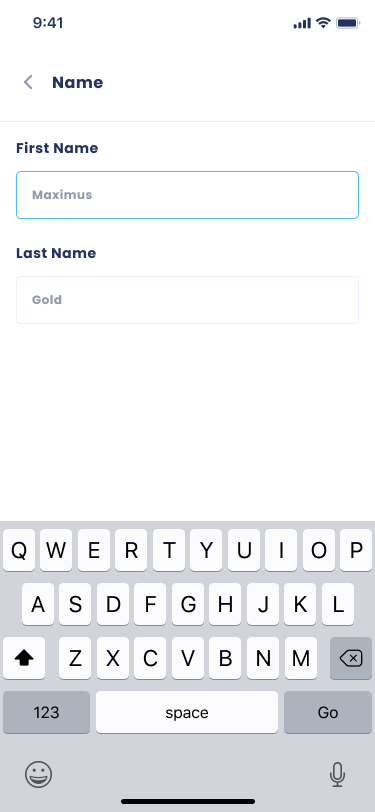 9:41
Name
First Name
Maximus
Last Name
Gold
Q W E R T Y U I O P
A S D F G H J K L
Z X C V B N M
123 space Go